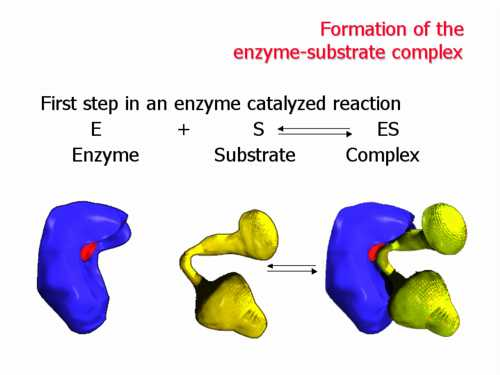 Formation of the
enzyme-substrate complex
First step in an enzyme catalyzed reaction
E + S ES
Enzyme Substrate Complex